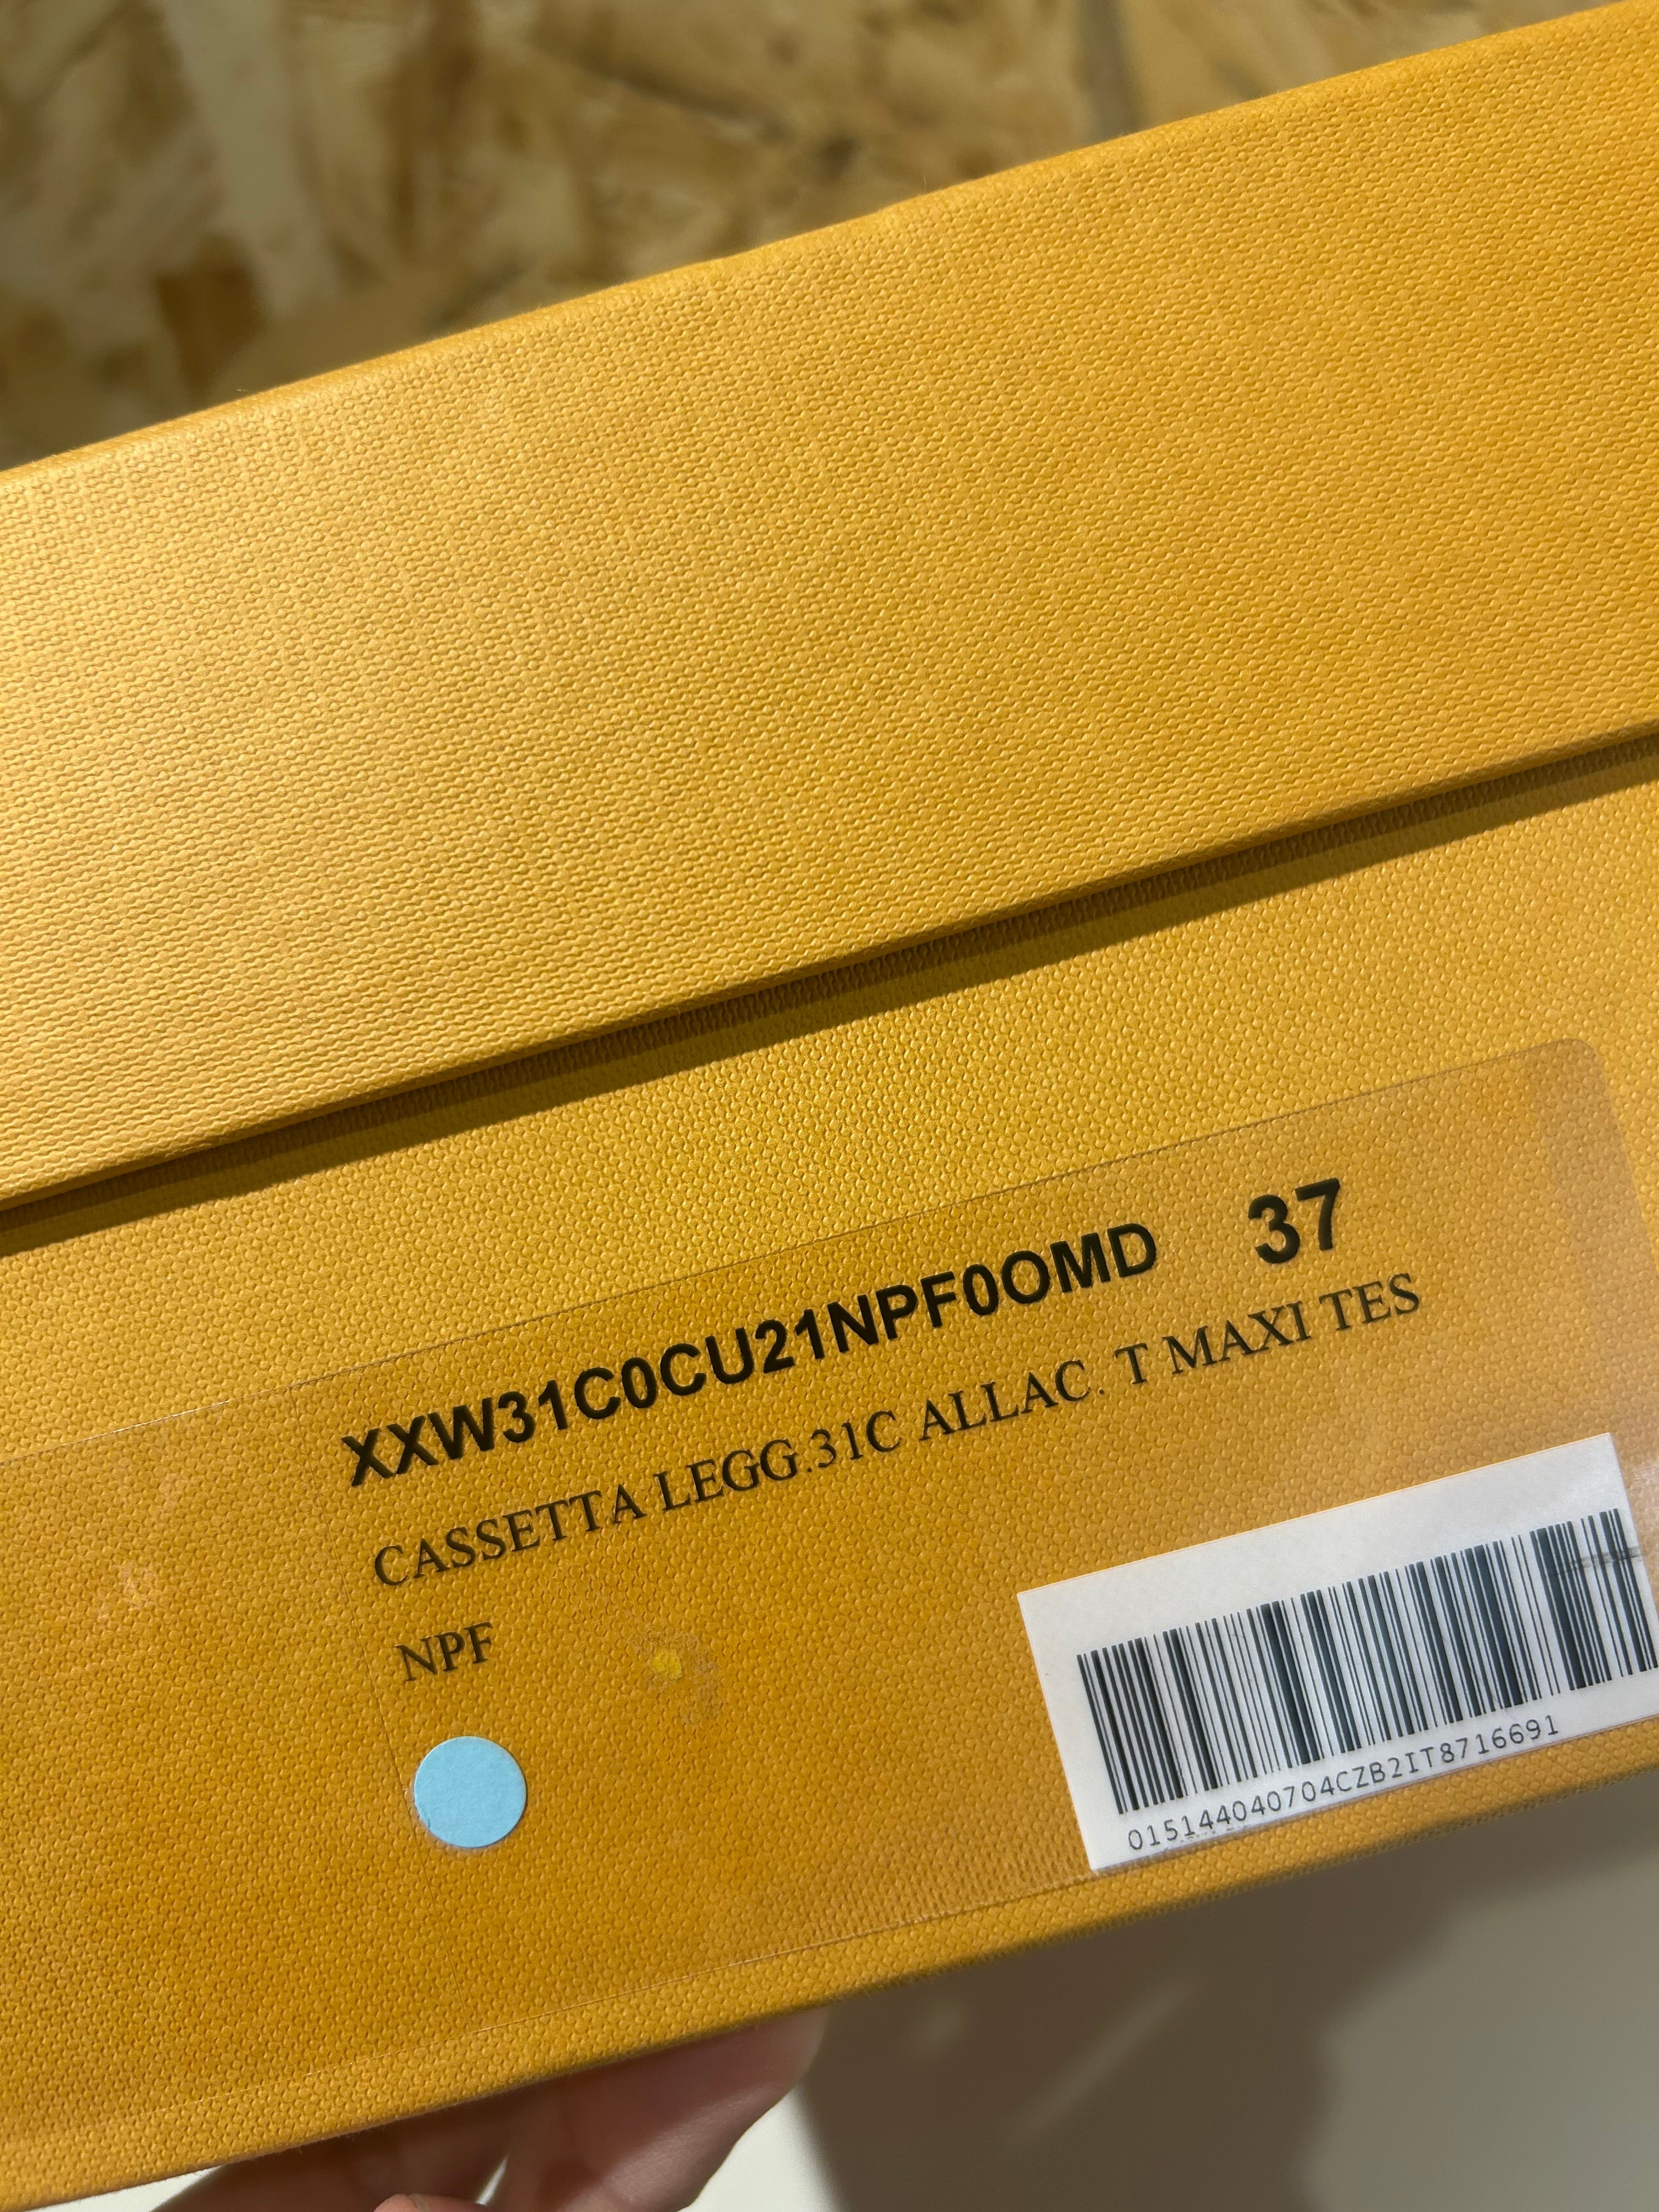 XXW31C0CU21NPF0OMD 37
CASSETTA LEGG.31C ALLAC. T MAXI TES
NPF
015144040704CZB2IT8716691